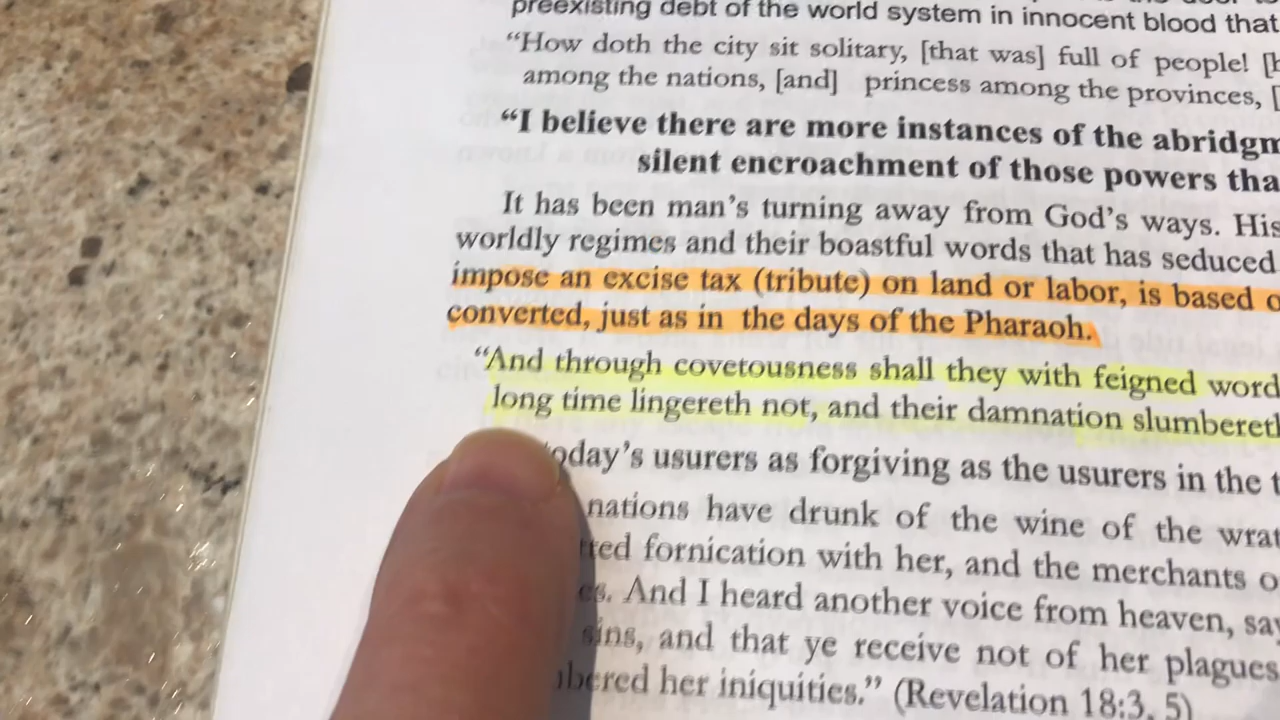 preexisting debt of the world system in innocent blood that
“How doth the city sit solitary, [that was] full of people! [h
among the nations, [and] princess among the provinces, [
“I believe there are more instances of the abridgm
silent encroachment of those powers tha
It has been man’s turning away from God’s ways. His
worldly regimes and their boastful words that has seduced
impose an excise tax (tribute) on land or labor, is based o
converted, just as in the days of the Pharaoh.
“And through covetousness shall they with feigned word
long time lingereth not, and their damnation slumbereth
oday’s usurers as forgiving as the usurers in the t
nations have drunk of the wine of the wrat
ted fornication with her, and the merchants o
es. And I heard another voice from heaven, say
sins, and that ye receive not of her plagues
bered her iniquities.” (Revelation 18:3, 5)